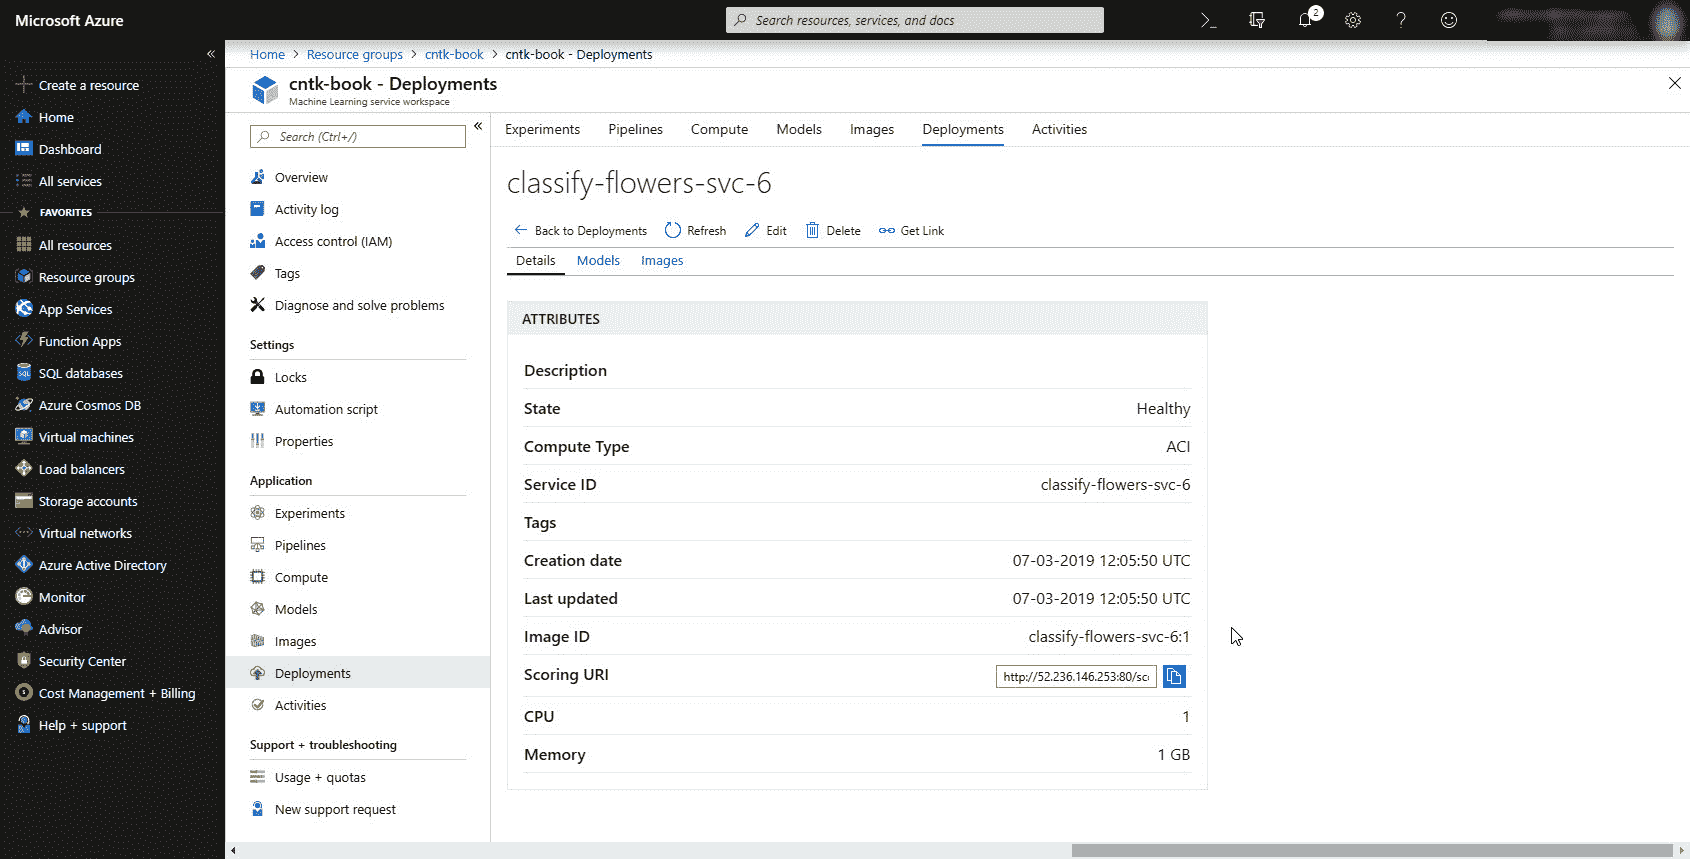 Microsoft Azure
Search resources, services, and docs
2
Create a resource
Home
Dashboard
All services
FAVORITES
All resources
Resource groups
App Services
Function Apps
SQL databases
Azure Cosmos DB
Virtual machines
Load balancers
Storage accounts
Virtual networks
Azure Active Directory
Monitor
Advisor
Security Center
Cost Management + Billing
Help + support
Home > Resource groups > cntk-book > cntk-book - Deployments
cntk-book - Deployments
Machine Learning service workspace
Search (Ctrl+/)
Overview
Activity log
Access control (IAM)
Tags
Diagnose and solve problems
Settings
Locks
Automation script
Properties
Application
Experiments
Pipelines
Compute
Models
Images
Deployments
Activities
Support + troubleshooting
Usage + quotas
New support request
Experiments Pipelines Compute Models Images Deployments Activities
classify-flowers-svc-6
Back to Deployments Refresh Edit Delete Get Link
Details Models Images
ATTRIBUTES
Description
State Healthy
Compute Type ACI
Service ID classify-flowers-svc-6
Tags
Creation date 07-03-2019 12:05:50 UTC
Last updated 07-03-2019 12:05:50 UTC
Image ID classify-flowers-svc-6:1
Scoring URI http://52.236.146.253:80/sc
CPU 1
Memory 1 GB